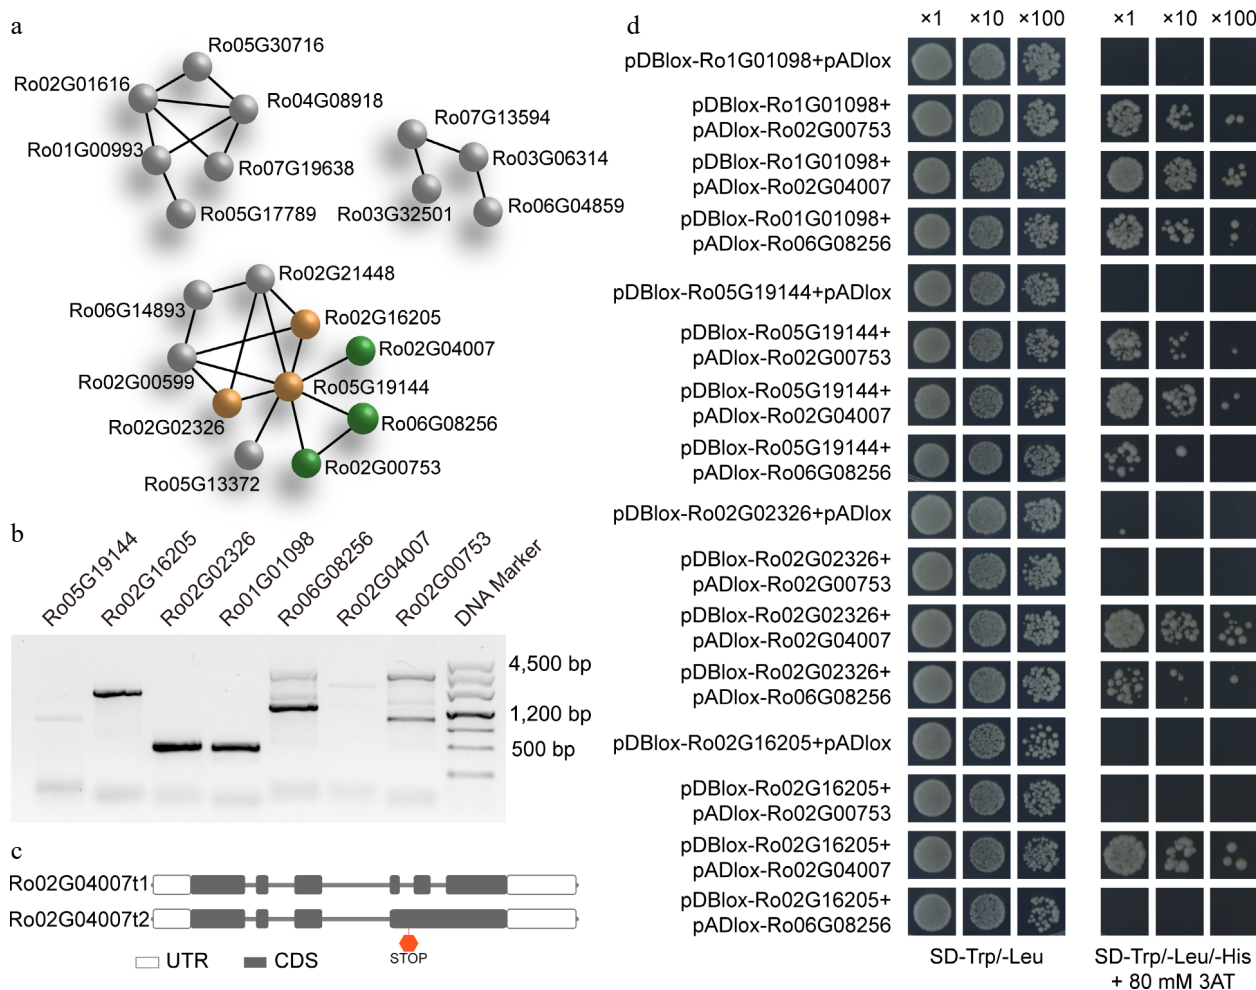 a
Ro05G30716
Ro02G01616
Ro04G08918
Ro01G00993
Ro07G19638
Ro05G17789
Ro07G13594
Ro03G06314
Ro03G32501
Ro06G04859
Ro02G21448
Ro06G14893
Ro02G16205
Ro02G04007
Ro02G00599
Ro05G19144
Ro02G02326
Ro06G08256
Ro05G13372
Ro02G00753
b
Ro05G19144
Ro02G16205
Ro02G02326
Ro01G01098
Ro06G08256
Ro02G04007
Ro02G00753
DNA Marker
4,500 bp
1,200 bp
500 bp
c
Ro02G04007t1
Ro02G04007t2
STOP
UTR
CDS
d
×1 ×10 ×100 ×1 ×10 ×100
pDBlox-Ro1G01098+pADlox
pDBlox-Ro1G01098+
pADlox-Ro02G00753
pDBlox-Ro1G01098+
pADlox-Ro02G04007
pDBlox-Ro01G01098+
pADlox-Ro06G08256
pDBlox-Ro05G19144+pADlox
pDBlox-Ro05G19144+
pADlox-Ro02G00753
pDBlox-Ro05G19144+
pADlox-Ro02G04007
pDBlox-Ro05G19144+
pADlox-Ro06G08256
pDBlox-Ro02G02326+pADlox
pDBlox-Ro02G02326+
pADlox-Ro02G00753
pDBlox-Ro02G02326+
pADlox-Ro02G04007
pDBlox-Ro02G02326+
pADlox-Ro06G08256
pDBlox-Ro02G16205+pADlox
pDBlox-Ro02G16205+
pADlox-Ro02G00753
pDBlox-Ro02G16205+
pADlox-Ro02G04007
pDBlox-Ro02G16205+
pADlox-Ro06G08256
SD-Trp/-Leu
SD-Trp/-Leu/-His
+ 80 mM 3AT